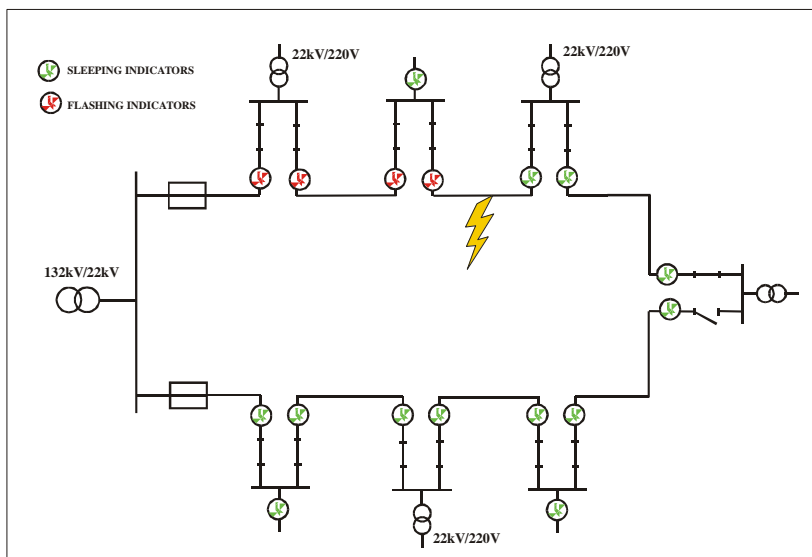 22kV/220V
22kV/220V
SLEEPING INDICATORS
FLASHING INDICATORS
132kV/22kV
22kV/220V